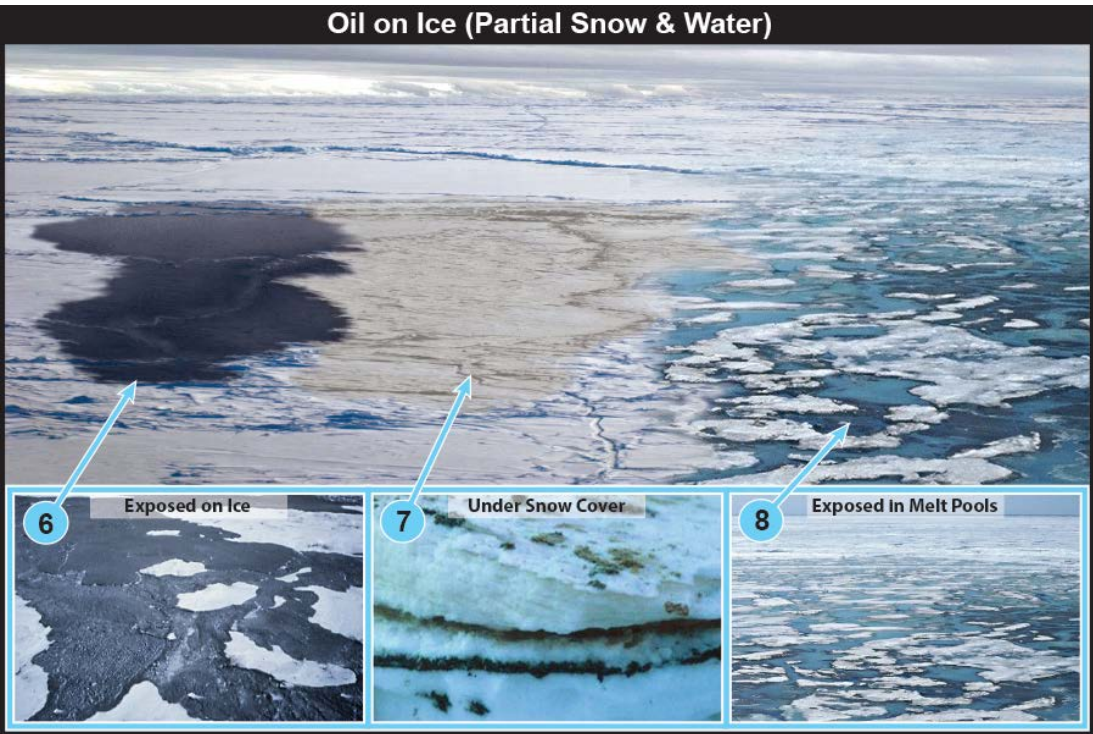 Oil on Ice (Partial Snow & Water)
6
Exposed on Ice
7
Under Snow Cover
8
Exposed in Melt Pools